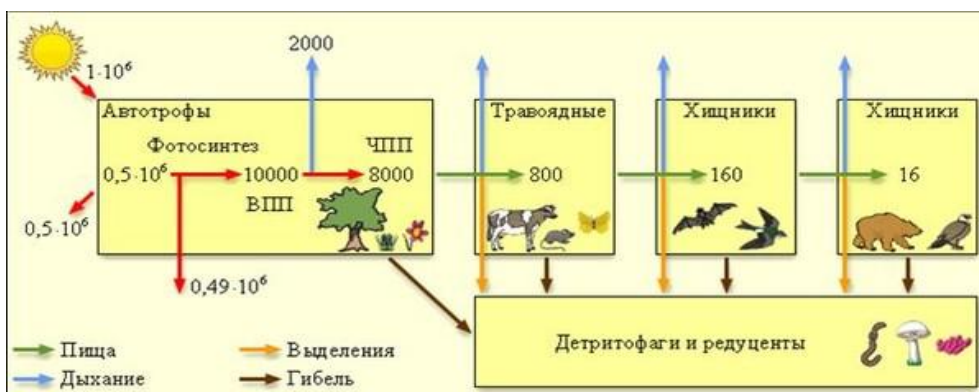 2000
1·10⁶
Автотрофы
Травоядные
Хищники
Хищники
Фотосинтез
ЧПП
0,5·10⁶
10000
8000
800
160
16
ВПП
0,5·10⁶
0,49·10⁶
Детритофаги и редуценты
Пища
Выделения
Дыхание
Гибель